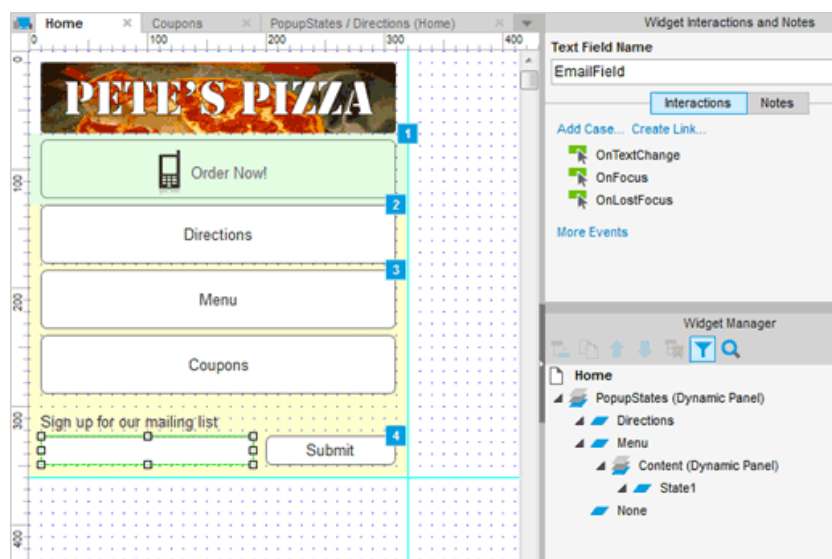 Home
Coupons
PopupStates / Directions (Home)
Widget Interactions and Notes
0 100 200 300 400
Text Field Name
EmailField
Interactions Notes
Add Case... Create Link...
OnTextChange
OnFocus
OnLostFocus
More Events
0
100
200
300
400
PETE'S PIZZA
1
Order Now!
2
Directions
3
Menu
Coupons
Sign up for our mailing list
4
Submit
Widget Manager
Home
PopupStates (Dynamic Panel)
Directions
Menu
Content (Dynamic Panel)
State1
None